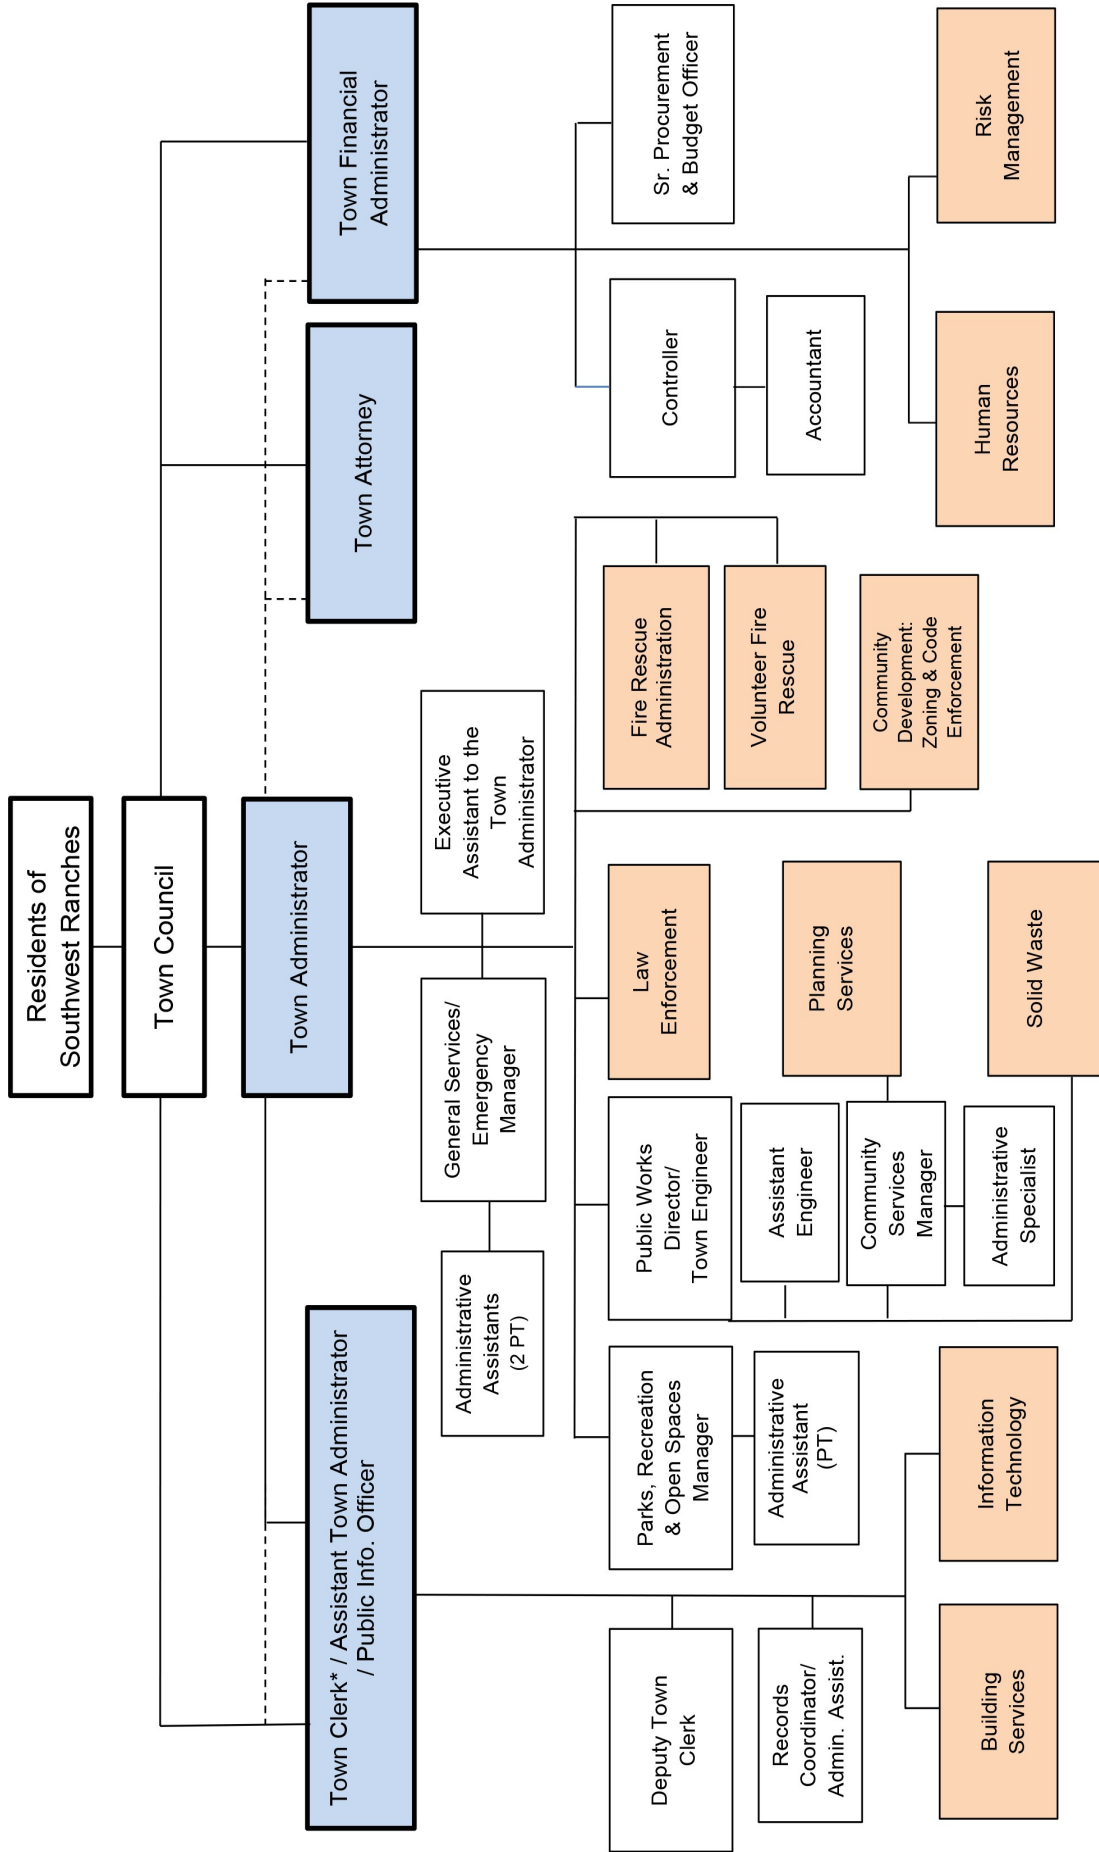 Residents of
Southwest Ranches
Town Council
Town Administrator
Town Clerk* / Assistant Town Administrator
/ Public Info. Officer
Town Attorney
Town Financial
Administrator
Administrative
Assistants
(2 PT)
General Services/
Emergency
Manager
Executive
Assistant to the
Town
Administrator
Deputy Town
Clerk
Records
Coordinator/
Admin. Assist.
Building
Services
Information
Technology
Parks, Recreation
& Open Spaces
Manager
Administrative
Assistant
(PT)
Public Works
Director/
Town Engineer
Assistant
Engineer
Community
Services
Manager
Administrative
Specialist
Law
Enforcement
Planning
Services
Solid Waste
Fire Rescue
Administration
Volunteer Fire
Rescue
Community
Development:
Zoning & Code
Enforcement
Controller
Accountant
Sr. Procurement
& Budget Officer
Human
Resources
Risk
Management